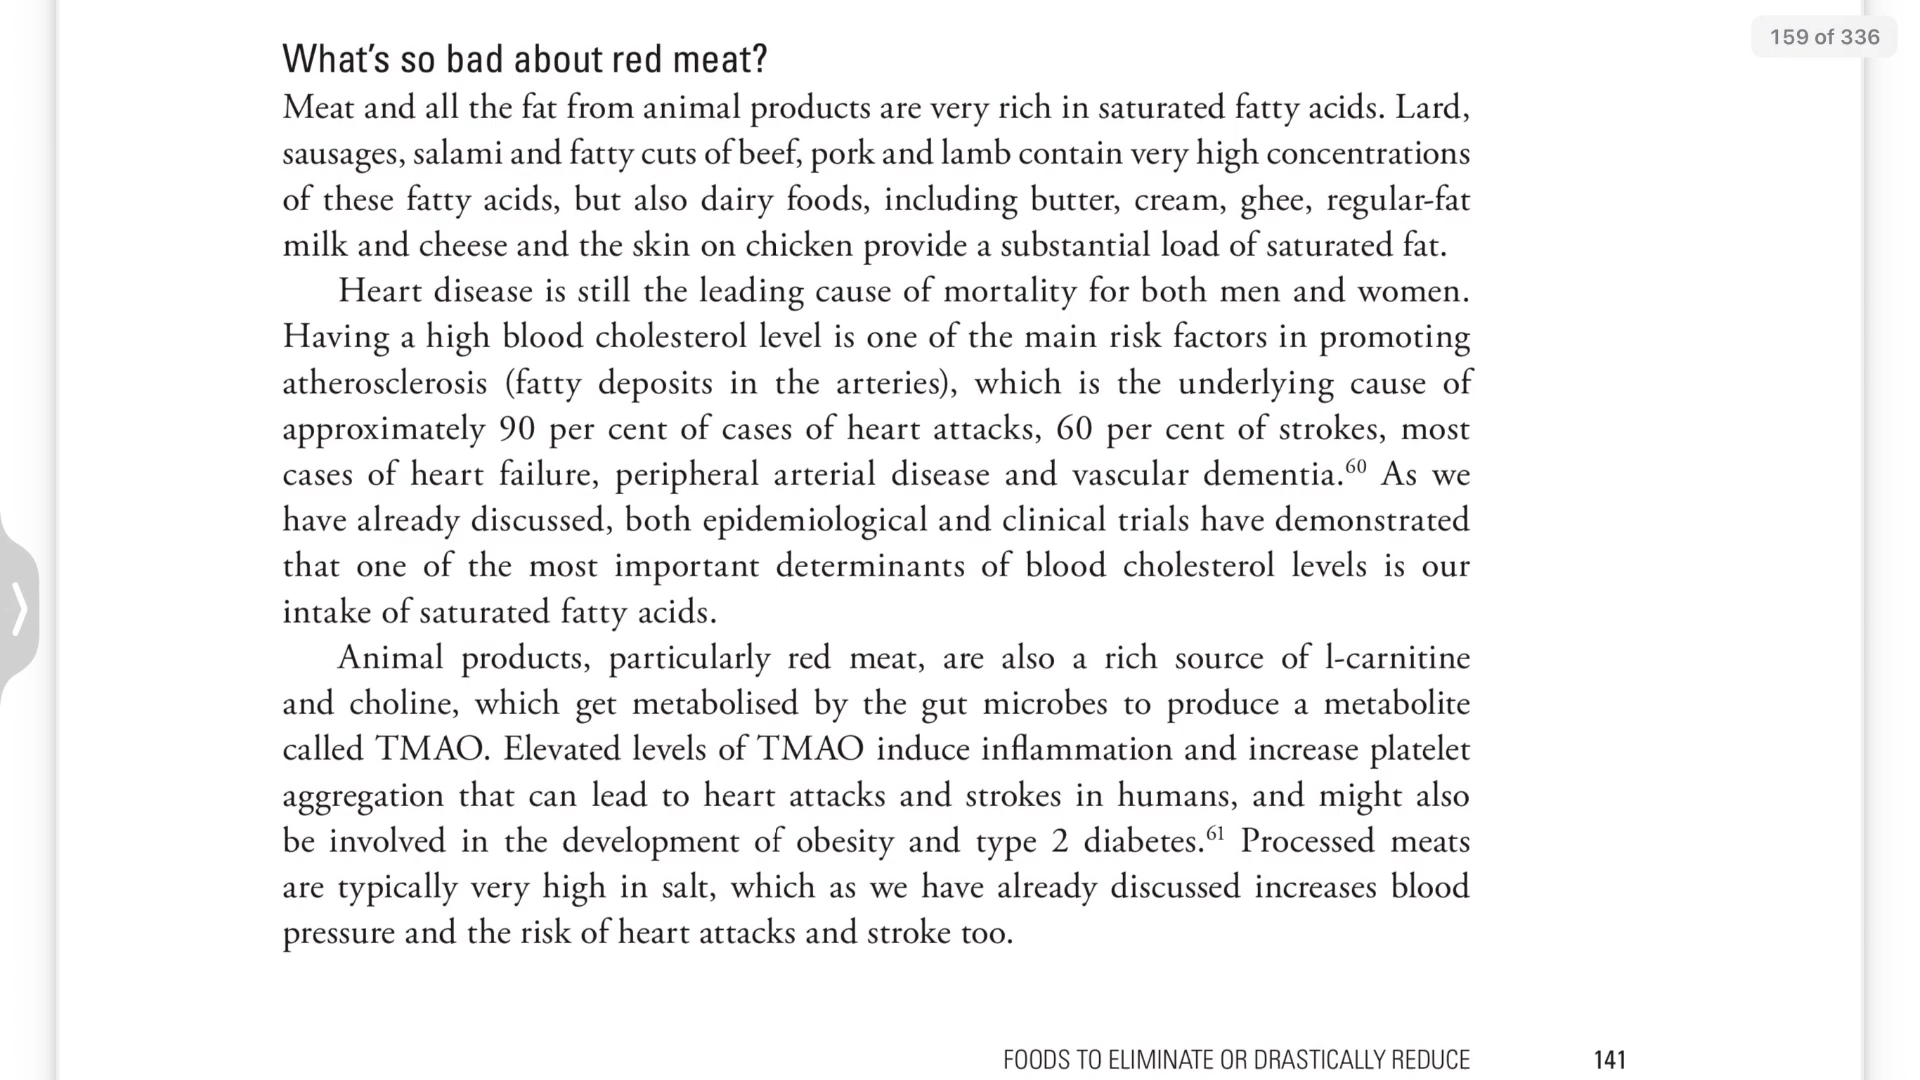 159 of 336
What's so bad about red meat?
Meat and all the fat from animal products are very rich in saturated fatty acids. Lard,
sausages, salami and fatty cuts of beef, pork and lamb contain very high concentrations
of these fatty acids, but also dairy foods, including butter, cream, ghee, regular-fat
milk and cheese and the skin on chicken provide a substantial load of saturated fat.
Heart disease is still the leading cause of mortality for both men and women.
Having a high blood cholesterol level is one of the main risk factors in promoting
atherosclerosis (fatty deposits in the arteries), which is the underlying cause of
approximately 90 per cent of cases of heart attacks, 60 per cent of strokes, most
cases of heart failure, peripheral arterial disease and vascular dementia.60 As we
have already discussed, both epidemiological and clinical trials have demonstrated
that one of the most important determinants of blood cholesterol levels is our
intake of saturated fatty acids.
Animal products, particularly red meat, are also a rich source of l-carnitine
and choline, which get metabolised by the gut microbes to produce a metabolite
called TMAO. Elevated levels of TMAO induce inflammation and increase platelet
aggregation that can lead to heart attacks and strokes in humans, and might also
be involved in the development of obesity and type 2 diabetes.61 Processed meats
are typically very high in salt, which as we have already discussed increases blood
pressure and the risk of heart attacks and stroke too.
FOODS TO ELIMINATE OR DRASTICALLY REDUCE 141